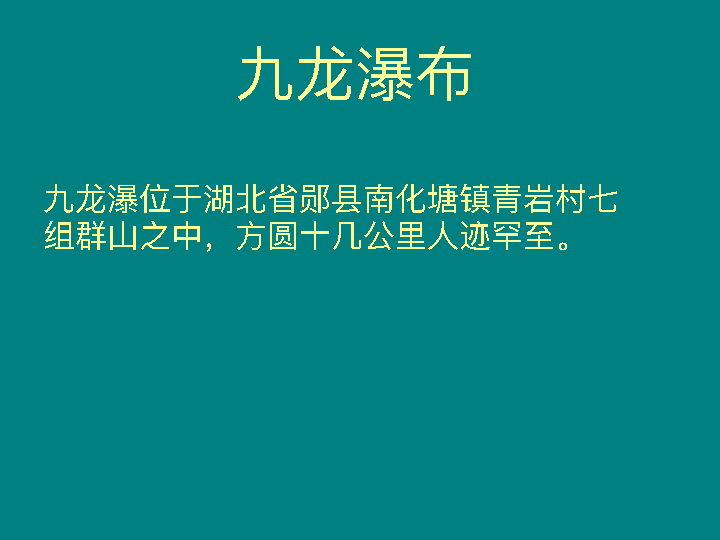 九龙瀑布
九龙瀑位于湖北省郧县南化塘镇青岩村七
组群山之中，方圆十几公里人迹罕至。